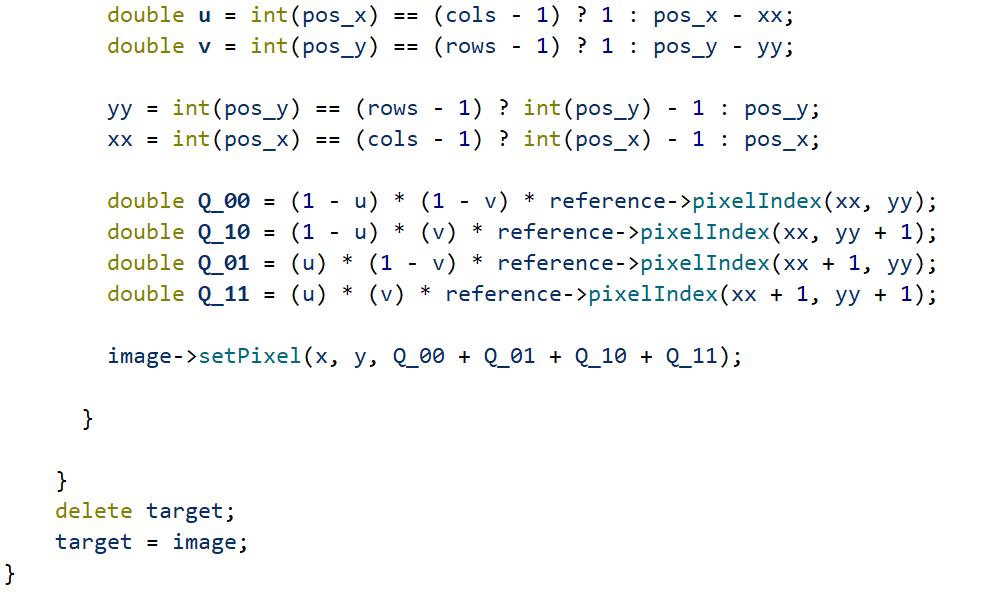 double u = int(pos_x) == (cols - 1) ? 1 : pos_x - xx;
double v = int(pos_y) == (rows - 1) ? 1 : pos_y - yy;
yy = int(pos_y) == (rows - 1) ? int(pos_y) - 1 : pos_y;
xx = int(pos_x) == (cols - 1) ? int(pos_x) - 1 : pos_x;
double Q_00 = (1 - u) * (1 - v) * reference->pixelIndex(xx, yy);
double Q_10 = (1 - u) * (v) * reference->pixelIndex(xx, yy + 1);
double Q_01 = (u) * (1 - v) * reference->pixelIndex(xx + 1, yy);
double Q_11 = (u) * (v) * reference->pixelIndex(xx + 1, yy + 1);
image->setPixel(x, y, Q_00 + Q_01 + Q_10 + Q_11);
}
}
delete target;
target = image;
}